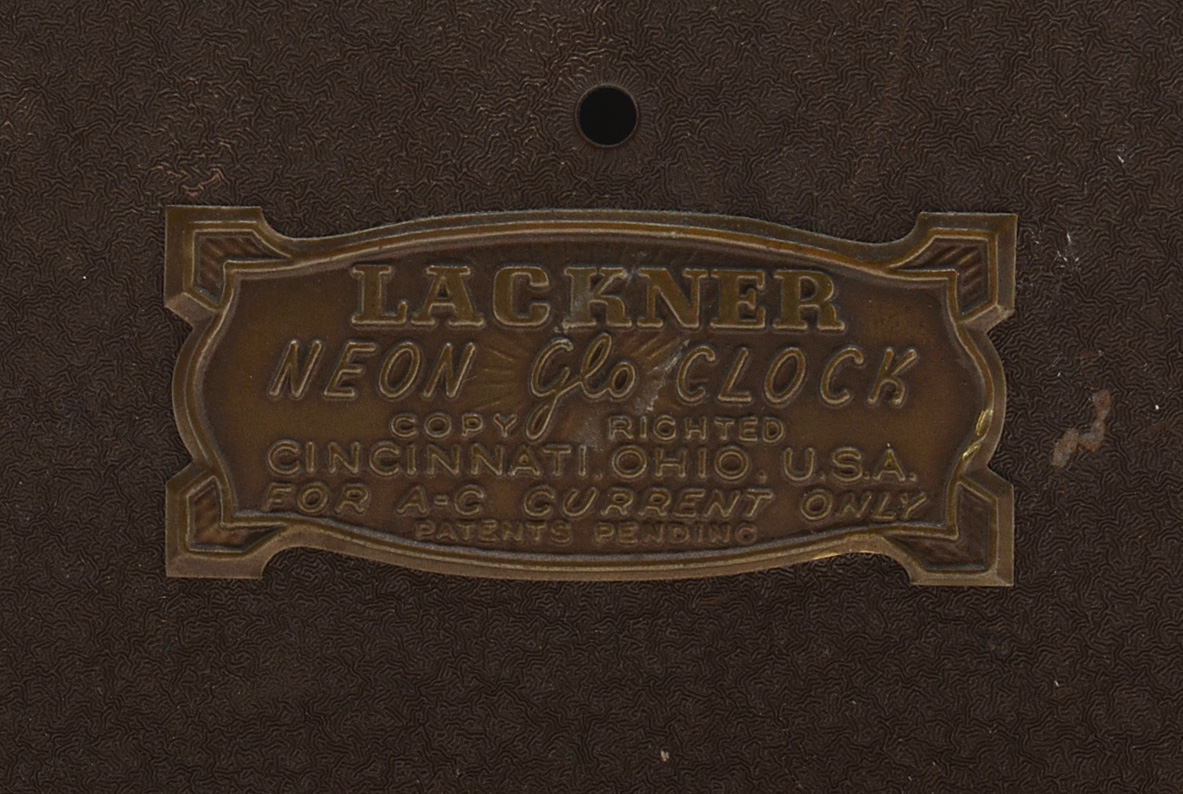 LACKNER
NEON Glo CLOCK
COPY RIGHTED
CINCINNATI, OHIO, U.S.A.
FOR A-C CURRENT ONLY
PATENTS PENDING